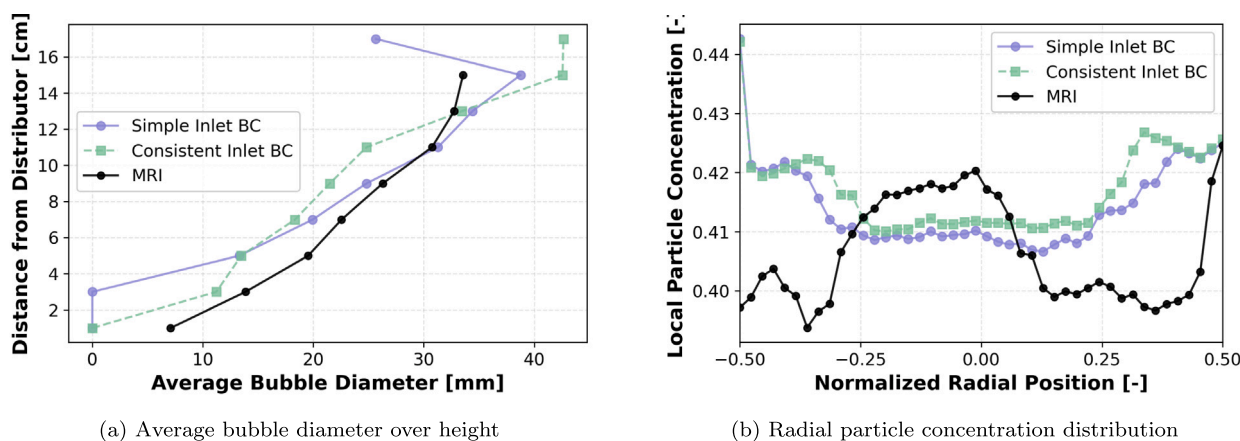 Distance from Distributor [cm]
16
14
12
10
8
6
4
2
Simple Inlet BC
Consistent Inlet BC
MRI
0
10
20
30
40
Average Bubble Diameter [mm]
(a) Average bubble diameter over height
Local Particle Concentration [-]
0.44
0.43
0.42
0.41
0.40
Simple Inlet BC
Consistent Inlet BC
MRI
−0.50
−0.25
0.00
0.25
0.50
Normalized Radial Position [-]
(b) Radial particle concentration distribution